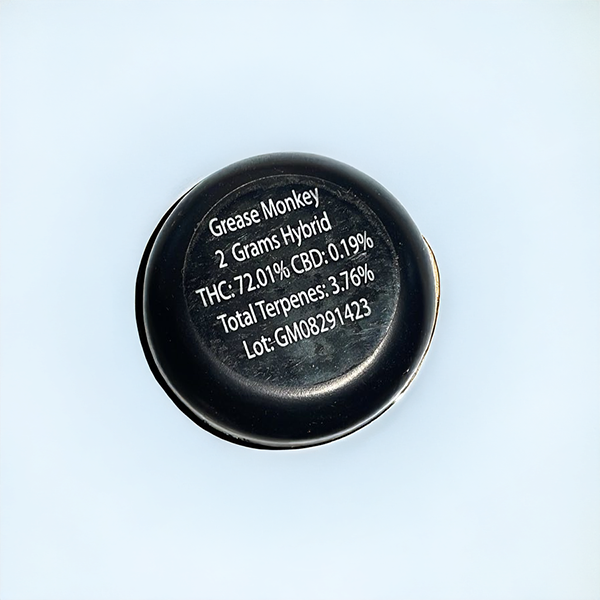 Grease Monkey
2 Grams Hybrid
THC: 72.01% CBD: 0.19%
Total Terpenes: 3.76%
Lot: GM08291423